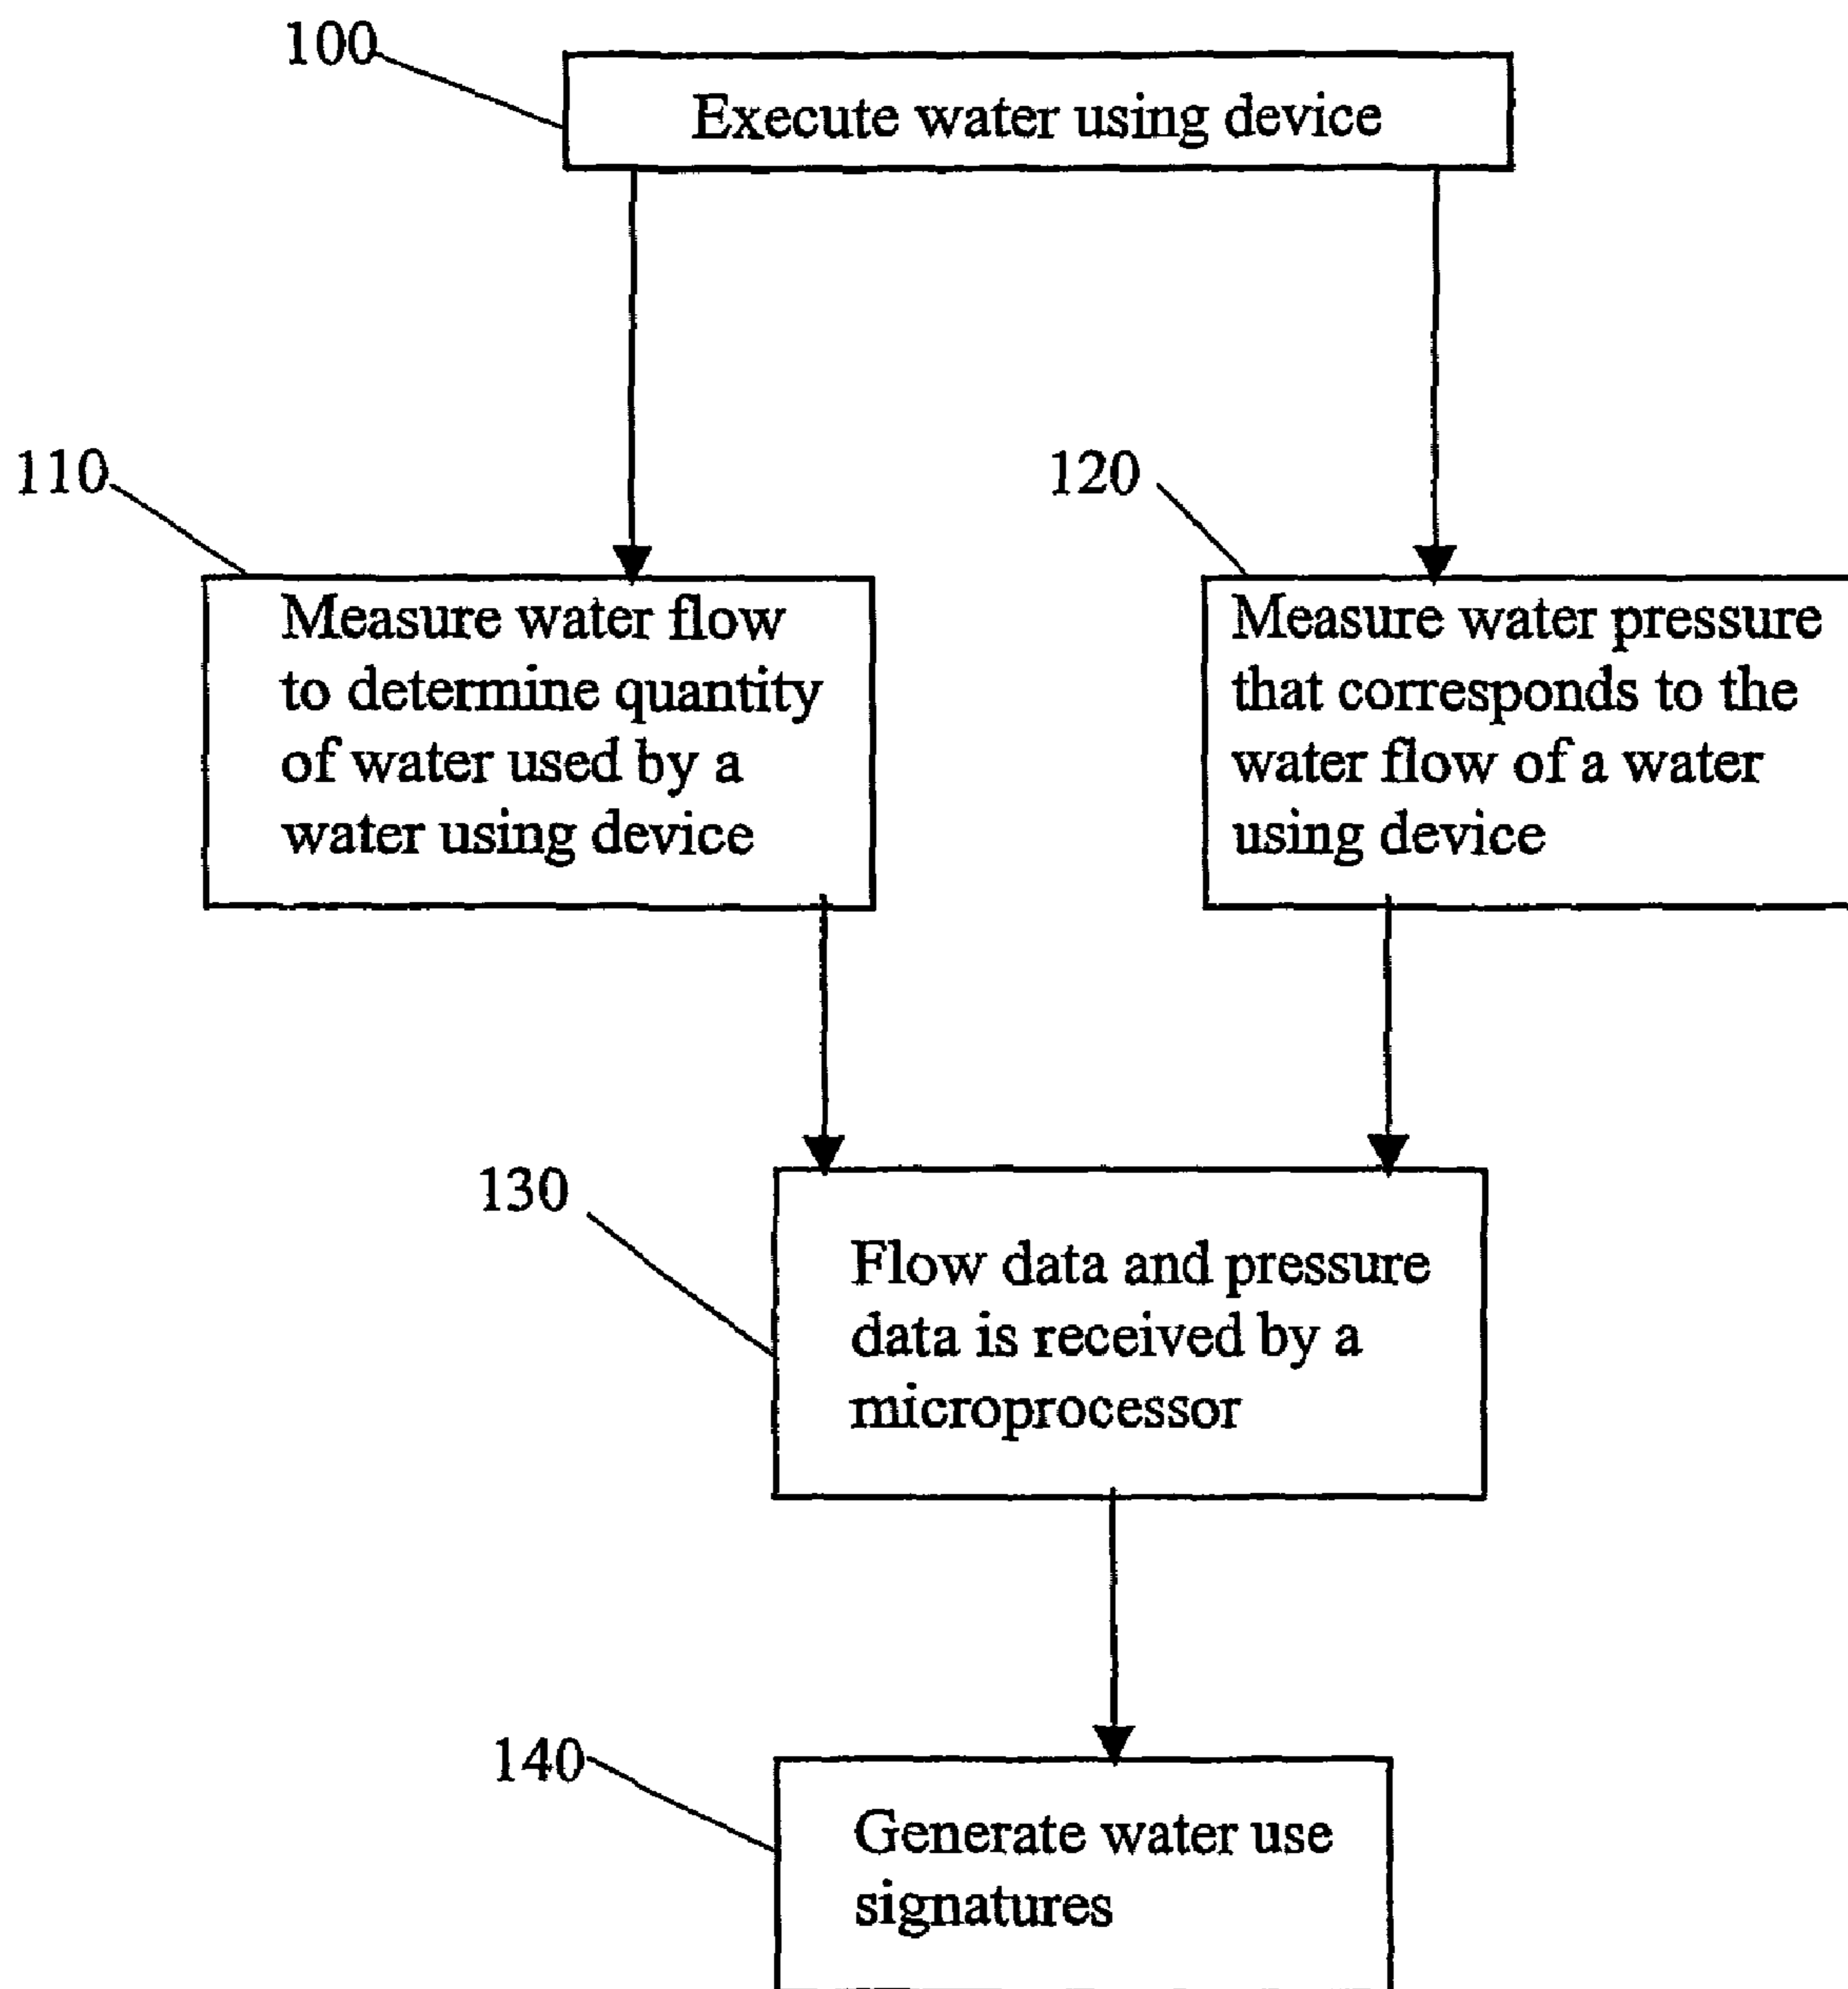 100
Execute water using device
110
120
Measure water flow
to determine quantity
of water used by a
water using device
Measure water pressure
that corresponds to the
water flow of a water
using device
130
Flow data and pressure
data is received by a
microprocessor
140
Generate water use
signatures